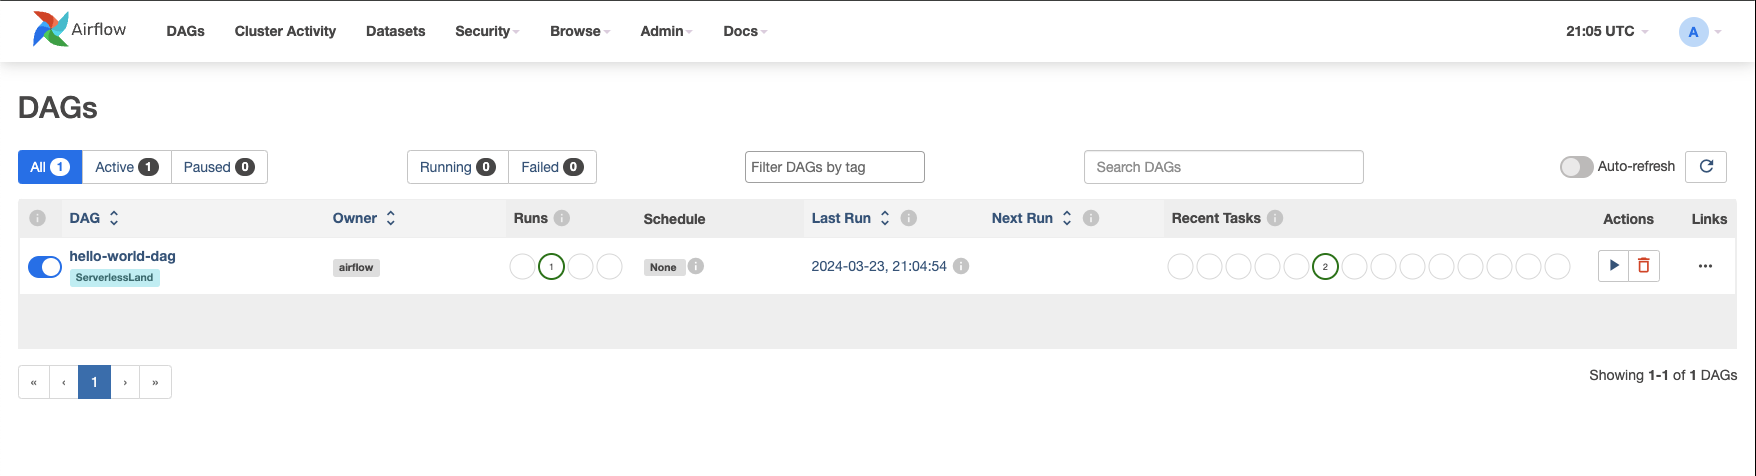 Airflow DAGs Cluster Activity Datasets Security Browse Admin Docs 21:05 UTC A
DAGs
All 1 Active 1 Paused 0 Running 0 Failed 0 Filter DAGs by tag Search DAGs Auto-refresh
i DAG Owner Runs i Schedule Last Run i Next Run i Recent Tasks i Actions Links
hello-world-dag
ServerlessLand airflow 1 None i 2024-03-23, 21:04:54 i 2 ...
« ‹ 1 › » Showing 1-1 of 1 DAGs